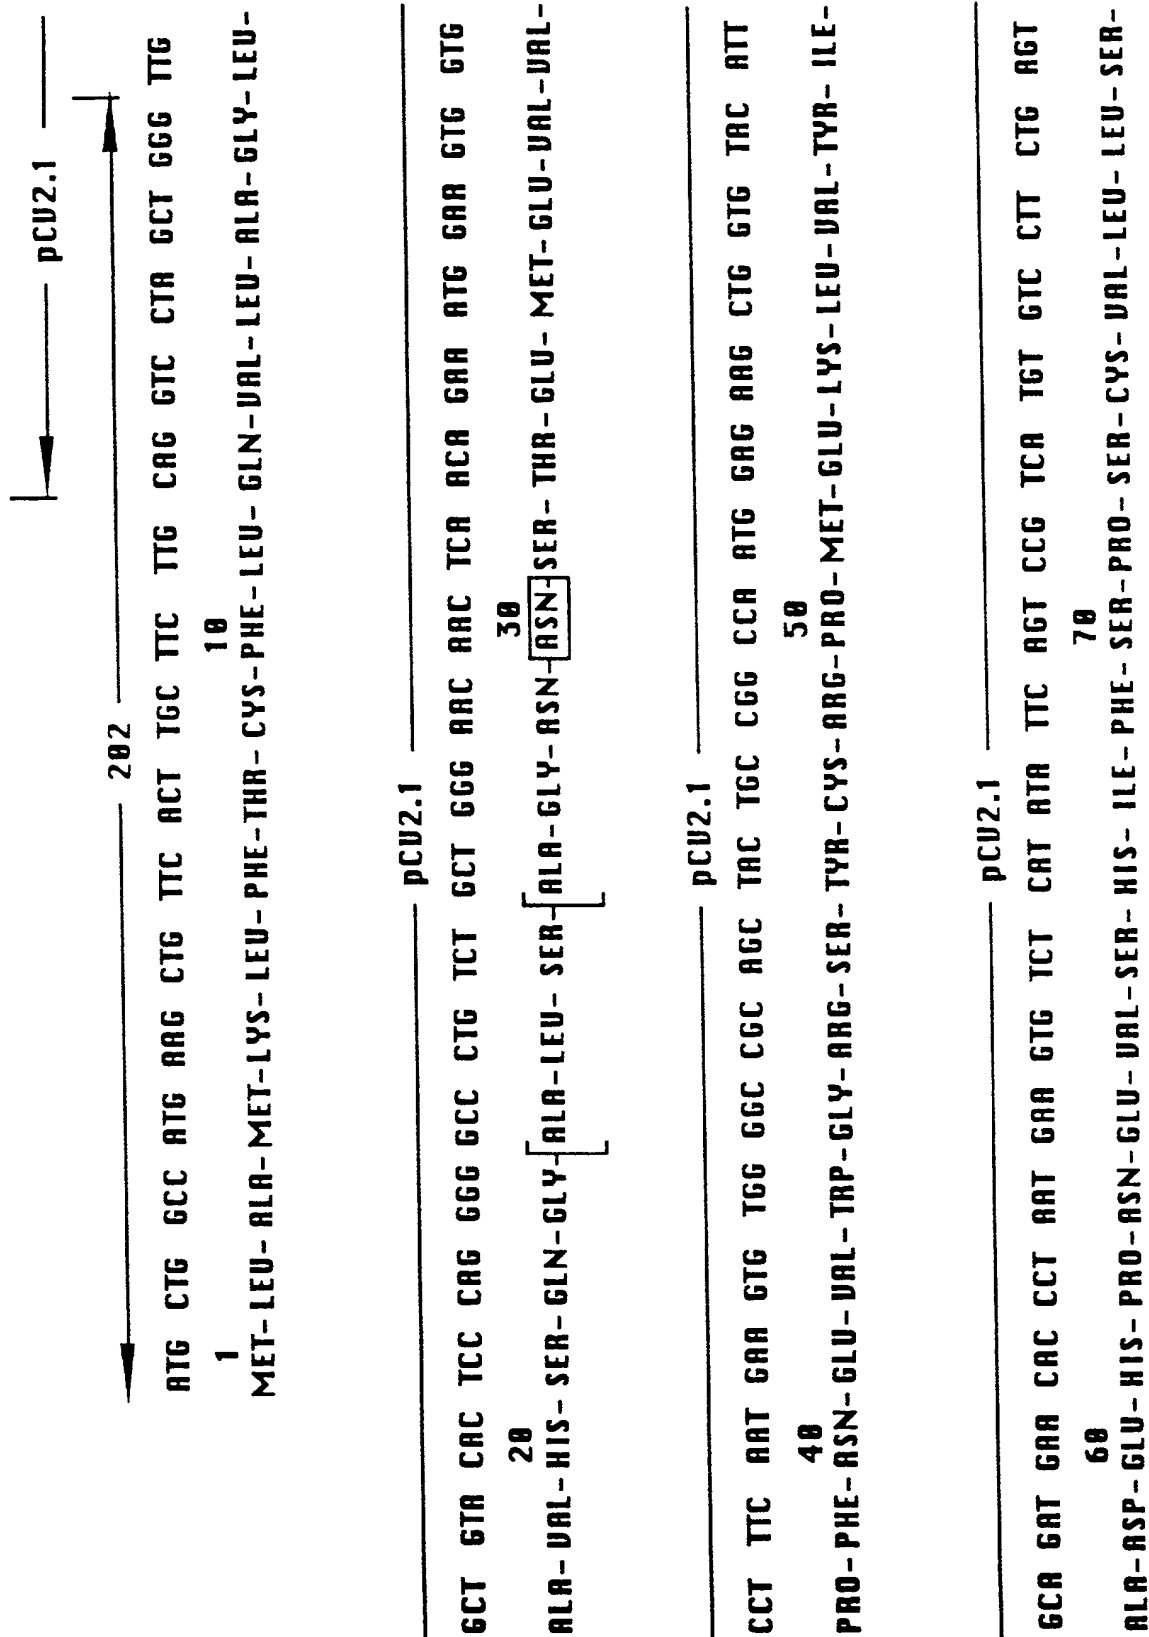 pCV2.1
202
ATG CTG GCC ATG AAG CTG TTC ACT TGC TTC TTG CAG GTC CTA GCT GGG TTG
1 10
MET-LEU-ALA-MET-LYS-LEU-PHE-THR-CYS-PHE-LEU-GLN-VAL-LEU-ALA-GLY-LEU-
pCV2.1
GCT GTA CAC TCC CAG GGG GCC CTG TCT GCT GGG AAC AAC TCA ACA GAA ATG GAA GTG GTG
20 30
ALA-VAL-HIS-SER-GLN-GLY-[ALA-LEU-SER-[ALA-GLY-ASN-ASN-SER-THR-GLU-MET-GLU-VAL-VAL-
pCV2.1
CCT TTC AAT GAA GTG TGG GGC CGC AGC TAC TGC CGG CCA ATG GAG AAG CTG GTG TAC ATT
40 50
PRO-PHE-ASN-GLU-VAL-TRP-GLY-ARG-SER-TYR-CYS-ARG-PRO-MET-GLU-LYS-LEU-VAL-TYR-ILE-
pCV2.1
GCA GAT GAA CAC CCT AAT GAA GTG TCT CAT ATA TTC AGT CCG TCA TGT GTC CTT CTG AGT
60 70
ALA-ASP-GLU-HIS-PRO-ASN-GLU-VAL-SER-HIS-ILE-PHE-SER-PRO-SER-CYS-VAL-LEU-LEU-SER-